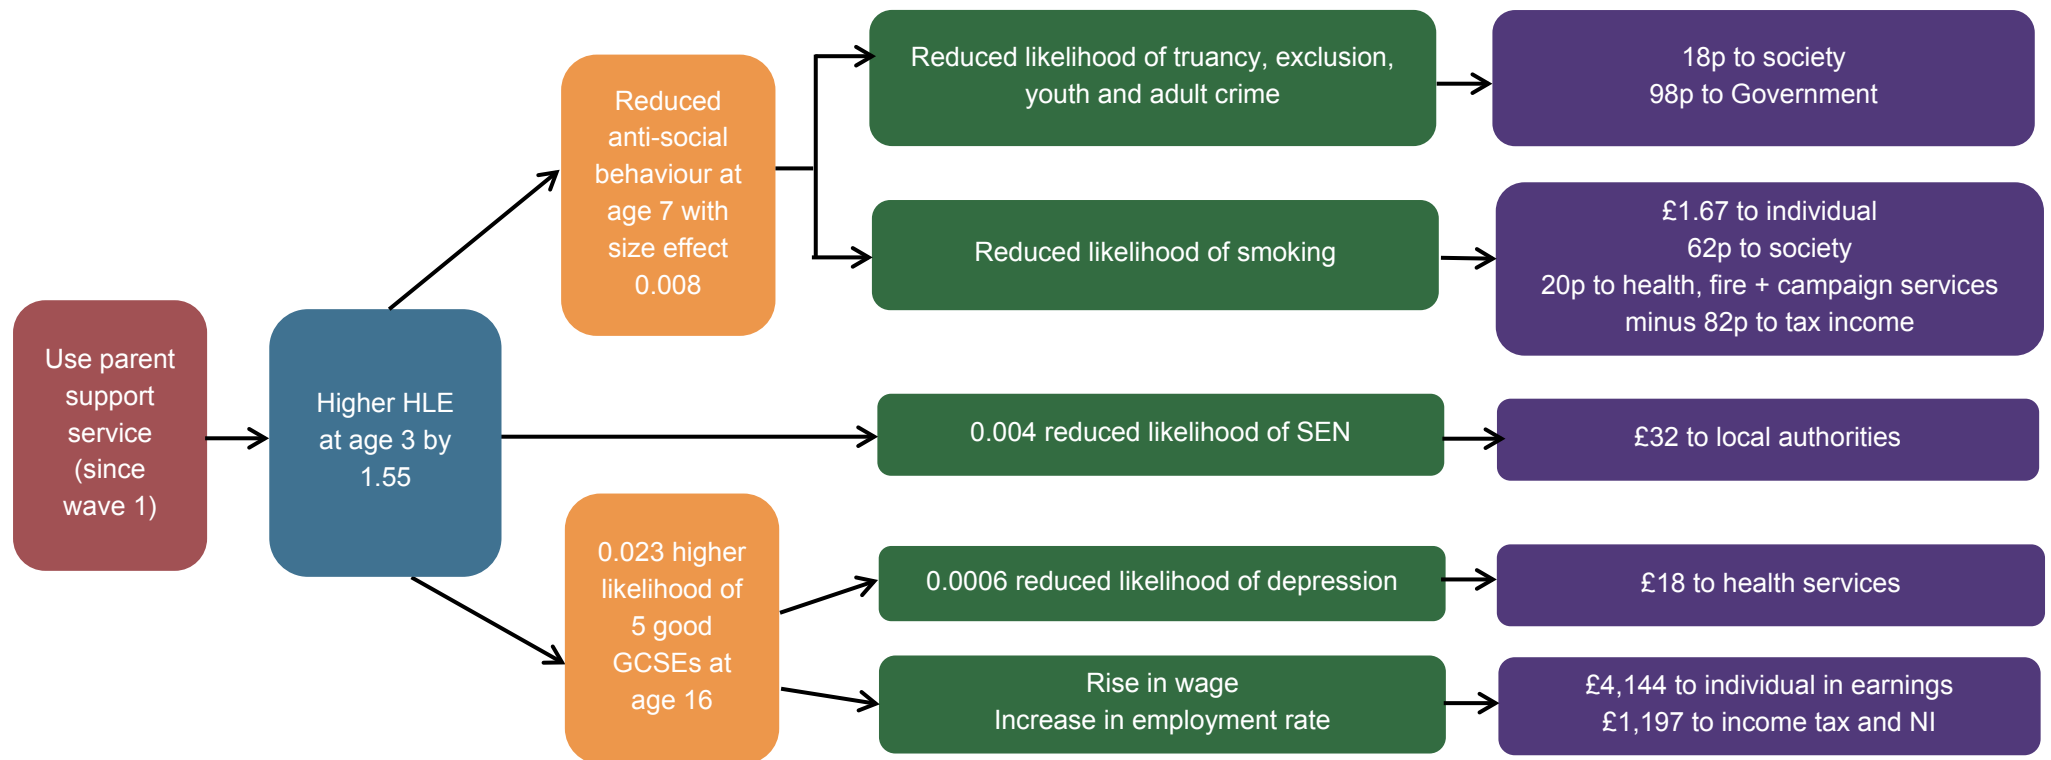 Use parent
support
service
(since
wave 1)
Higher HLE
at age 3 by
1.55
Reduced
anti-social
behaviour at
age 7 with
size effect
0.008
0.023 higher
likelihood of
5 good
GCSEs at
age 16
Reduced likelihood of truancy, exclusion,
youth and adult crime
Reduced likelihood of smoking
0.004 reduced likelihood of SEN
0.0006 reduced likelihood of depression
Rise in wage
Increase in employment rate
18p to society
98p to Government
£1.67 to individual
62p to society
20p to health, fire + campaign services
minus 82p to tax income
£32 to local authorities
£18 to health services
£4,144 to individual in earnings
£1,197 to income tax and NI